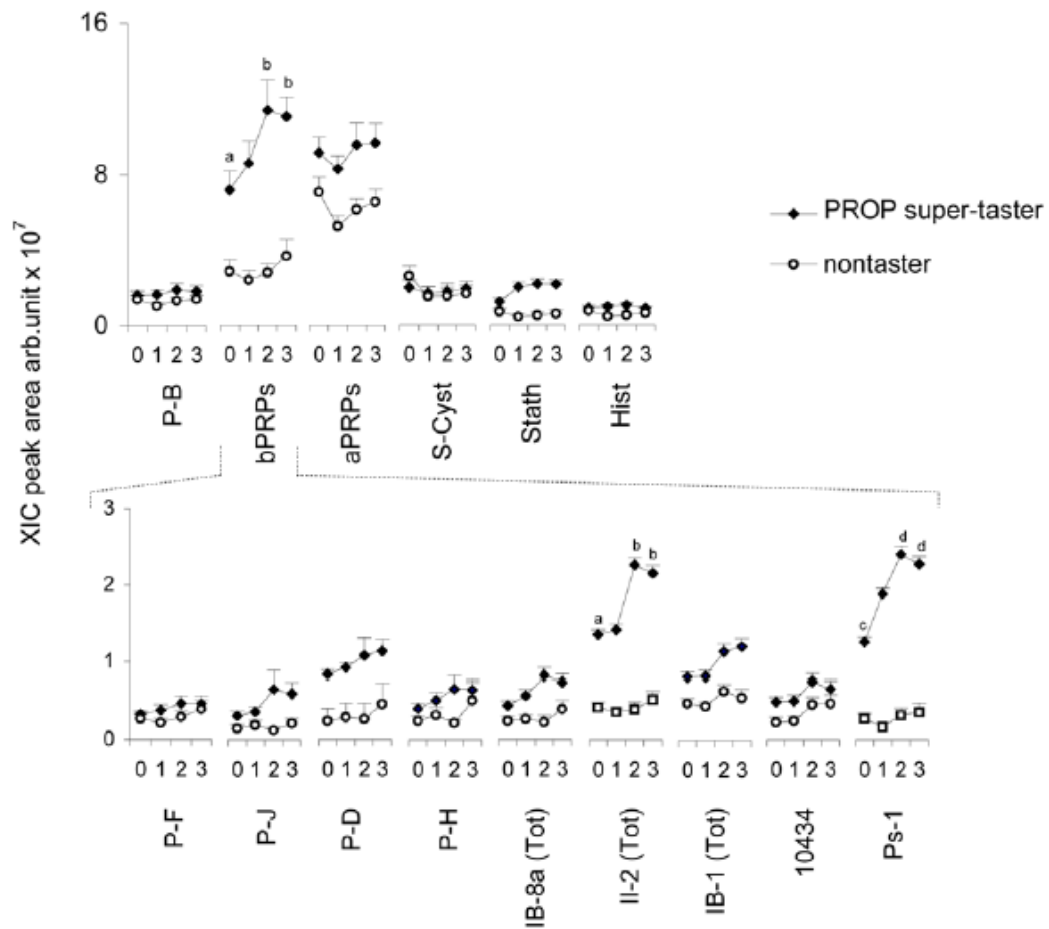 16
8
0
XIC peak area arb.unit x 10⁷
a
b
b
PROP super-taster
nontaster
0 1 2 3
0 1 2 3
0 1 2 3
0 1 2 3
0 1 2 3
0 1 2 3
P-B
bPRPs
aPRPs
S-Cyst
Stath
Hist
3
2
1
0
a
b
b
c
d
d
0 1 2 3
0 1 2 3
0 1 2 3
0 1 2 3
0 1 2 3
0 1 2 3
0 1 2 3
0 1 2 3
0 1 2 3
P-F
P-J
P-D
P-H
IB-8a (Tot)
II-2 (Tot)
IB-1 (Tot)
10434
Ps-1